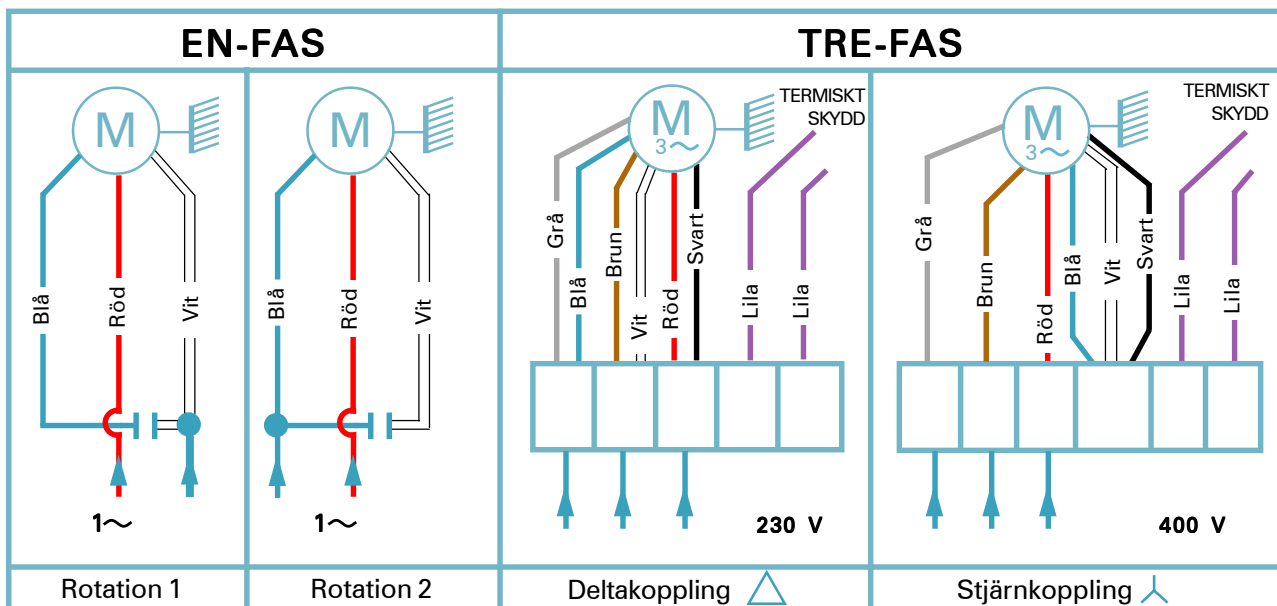 EN-FAS
TRE-FAS
M
Blå
Röd
Vit
1~
M
Blå
Röd
Vit
1~
M
3~
TERMISKT
SKYDD
Grå
Blå
Brun
Vit
Röd
Svart
Lila
Lila
230 V
M
3~
TERMISKT
SKYDD
Grå
Brun
Röd
Blå
Vit
Svart
Lila
Lila
400 V
Rotation 1
Rotation 2
Deltakoppling
Stjärnkoppling